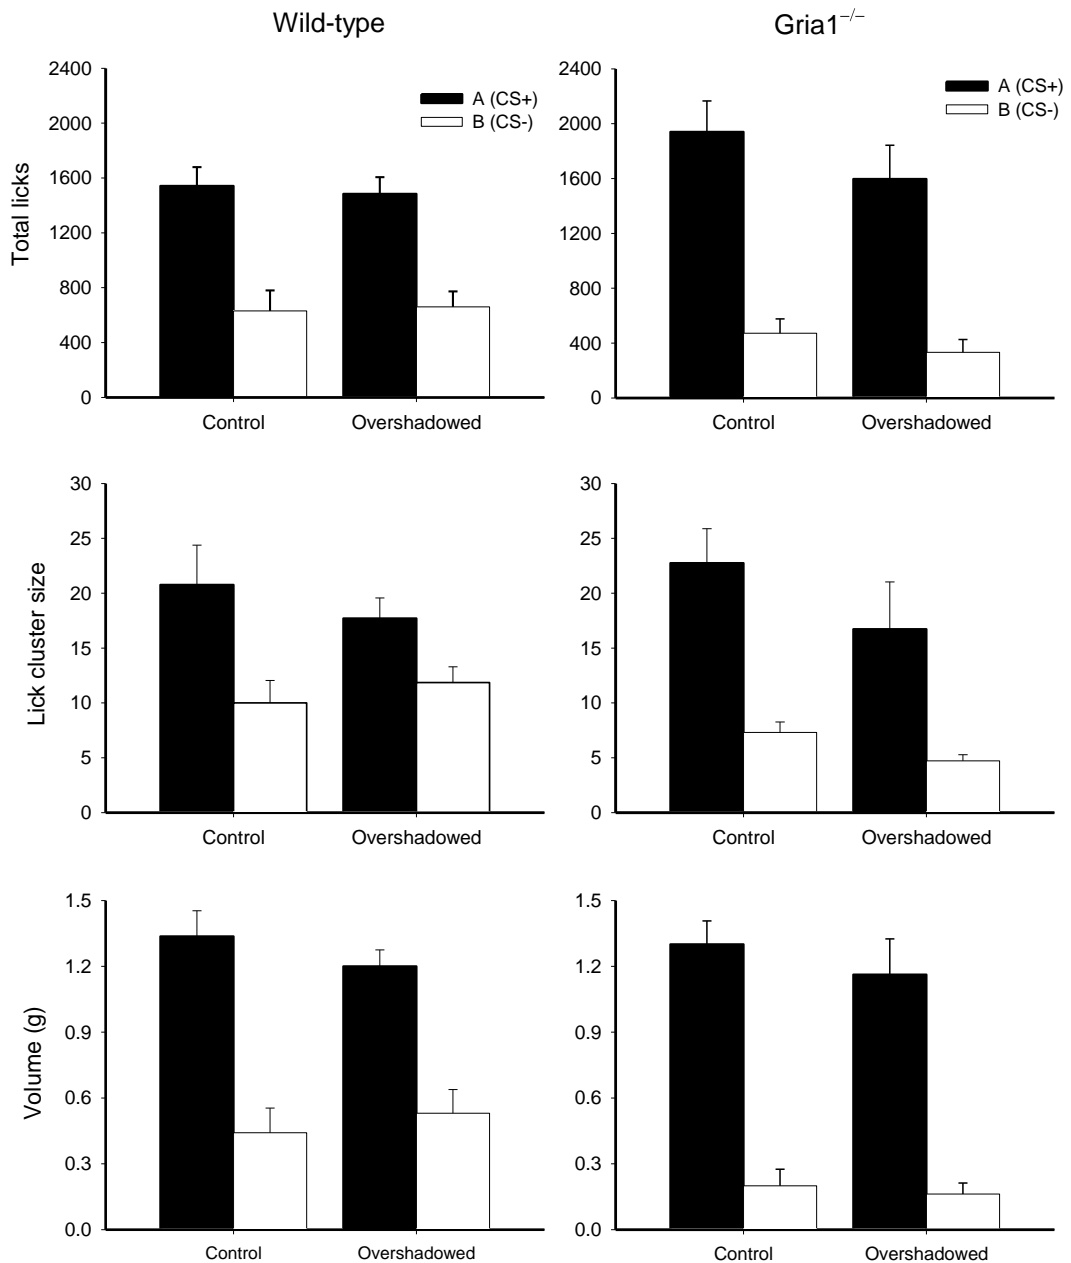 Wild-type
Gria1−/−
2400
2000
1600
1200
800
400
0
Total licks
A (CS+)
B (CS-)
Control
Overshadowed
2400
2000
1600
1200
800
400
0
A (CS+)
B (CS-)
Control
Overshadowed
30
25
20
15
10
5
0
Lick cluster size
Control
Overshadowed
30
25
20
15
10
5
0
Control
Overshadowed
1.5
1.2
0.9
0.6
0.3
0.0
Volume (g)
Control
Overshadowed
1.5
1.2
0.9
0.6
0.3
0.0
Control
Overshadowed